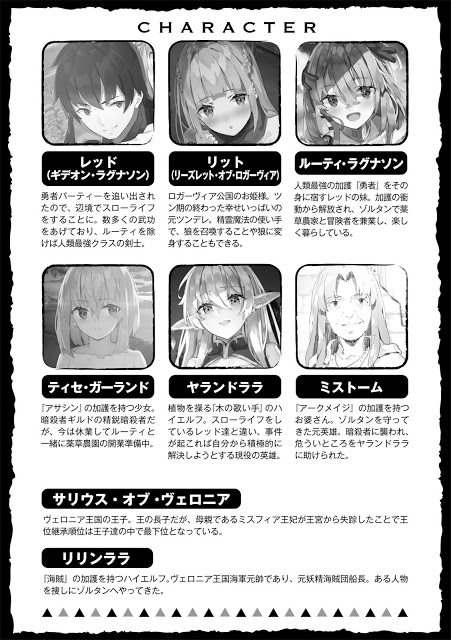 CHARACTER
レッド
(ギデオン・ラグナソン)
勇者パーティーを追い出され
たので、辺境でスローライフ
をすることに。数多くの武功
をあげており、ルーティを除
けば人類最強クラスの剣士。
リット
(リーズレット・オブ・ロガーヴィア)
ロガーヴィア公国のお姫様。ツ
ン期の終わった幸せいっぱいの
元ツンデレ。精霊魔法の使い手
で、狼を召喚することや狼に変
身することもできる。
ルーティ・ラグナソン
人類最強の加護『勇者』をその
身に宿すレッドの妹。加護の衝
動から解放され、ゾルタンで薬
草農家と冒険者を兼業し、楽し
く暮らしている。
ティセ・ガーランド
『アサシン』の加護を持つ少女。
暗殺者ギルドの精鋭暗殺者だ
が、今は休業してルーティと
一緒に薬草農園の開業準備中。
ヤランドララ
植物を操る『木の歌い手』のハ
イエルフ。スローライフをして
いるレッド達と違い、事件
が起これば自分から積極的に
解決しようとする現役の英雄。
ミストーム
『アークメイジ』の加護を持つ
お婆さん。ゾルタンを守って
きた元英雄。暗殺者に襲われ、
危ういところをヤランドララ
に助けられた。
サリウス・オブ・ヴェロニア
ヴェロニア王国の王子。王の長子だが、母親であるミスフィア王妃が王宮から失踪したことで王
位継承順位は王子達の中で最下位となっている。
リリンララ
『海賊』の加護を持つハイエルフ。ヴェロニア王国海軍元帥であり、元妖精海賊団船長。ある人物
を捜しにゾルタンへやってきた。